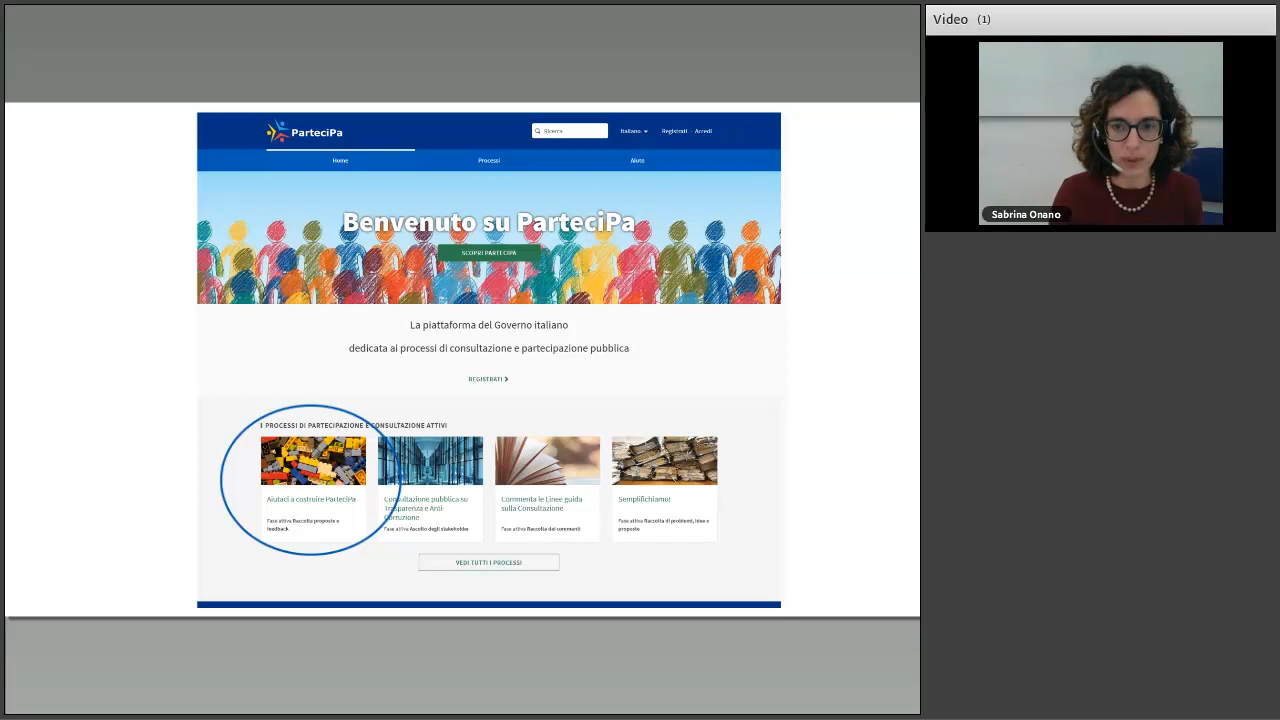 Video (1)
Sabrina Onano
ParteciPa
Ricerca
Italiano
Registrati - Accedi
Home
Processi
Aiuto
Benvenuto su ParteciPa
SCOPRI PARTECIPA
La piattaforma del Governo italiano
dedicata ai processi di consultazione e partecipazione pubblica
REGISTRATI
I PROCESSI DI PARTECIPAZIONE E CONSULTAZIONE ATTIVI
Aiutaci a costruire ParteciPa
Fase attiva Raccolta proposte e
feedback
Consultazione pubblica su
Trasparenza e Anti-
Corruzione
Fase attiva Ascolto degli stakeholder
Commenta le Linee guida
sulla Consultazione
Fase attiva Raccolta dei commenti
Semplifichiamo!
Fase attiva Raccolta di problemi, idee e
proposte
VEDI TUTTI I PROCESSI